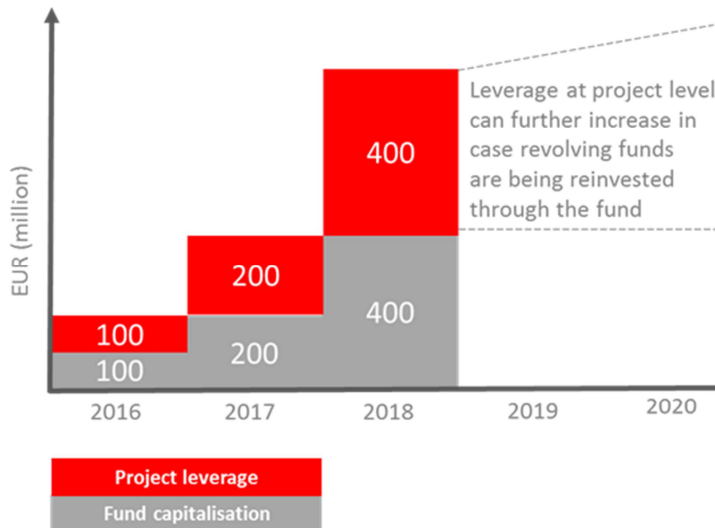 EUR (million)
400
400
200
200
100
100
Leverage at project level
can further increase in
case revolving funds
are being reinvested
through the fund
2016 2017 2018 2019 2020
Project leverage
Fund capitalisation